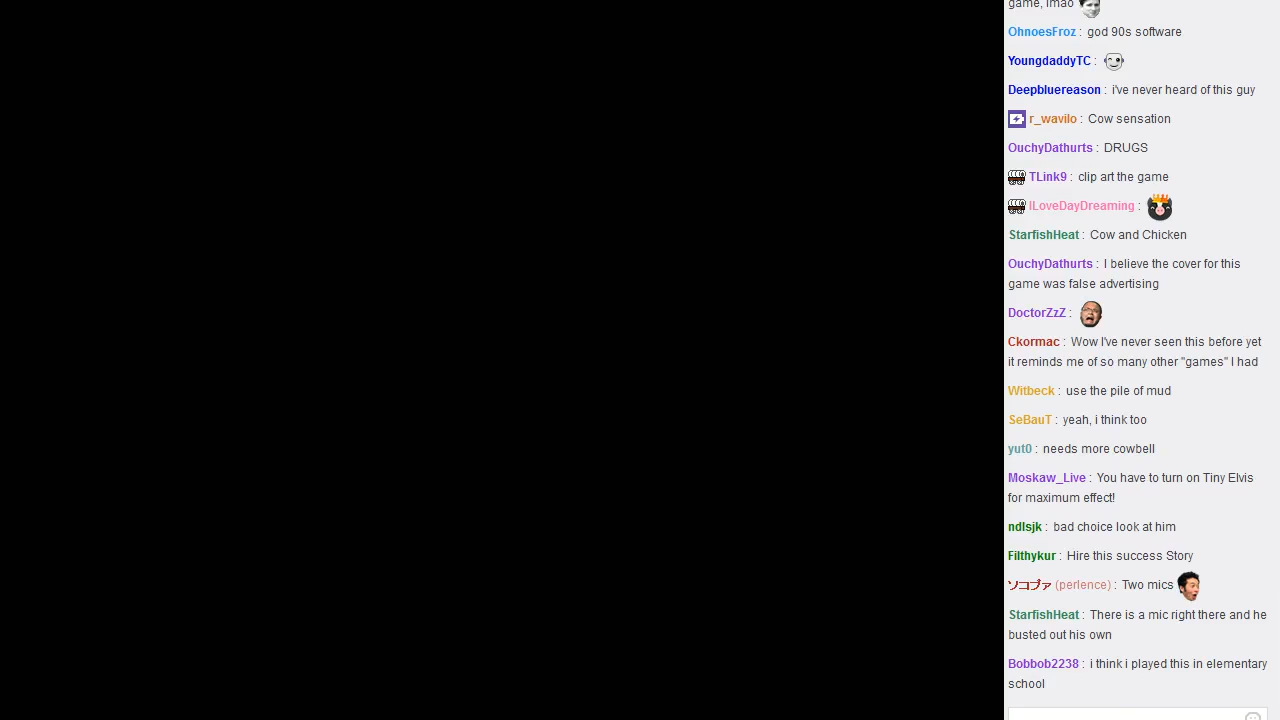 game, lmao
OhnoesFroz : god 90s software
YoungdaddyTC :
Deepbluereason : i've never heard of this guy
r_wavilo : Cow sensation
OuchyDathurts : DRUGS
TLink9 : clip art the game
ILoveDayDreaming :
StarfishHeat : Cow and Chicken
OuchyDathurts : I believe the cover for this
game was false advertising
DoctorZzZ :
Ckormac : Wow I've never seen this before yet
it reminds me of so many other "games" I had
Witbeck : use the pile of mud
SeBauT : yeah, i think too
yut0 : needs more cowbell
Moskaw_Live : You have to turn on Tiny Elvis
for maximum effect!
ndlsjk : bad choice look at him
Filthykur : Hire this success Story
ソコブァ (perlence) : Two mics
StarfishHeat : There is a mic right there and he
busted out his own
Bobbob2238 : i think i played this in elementary
school